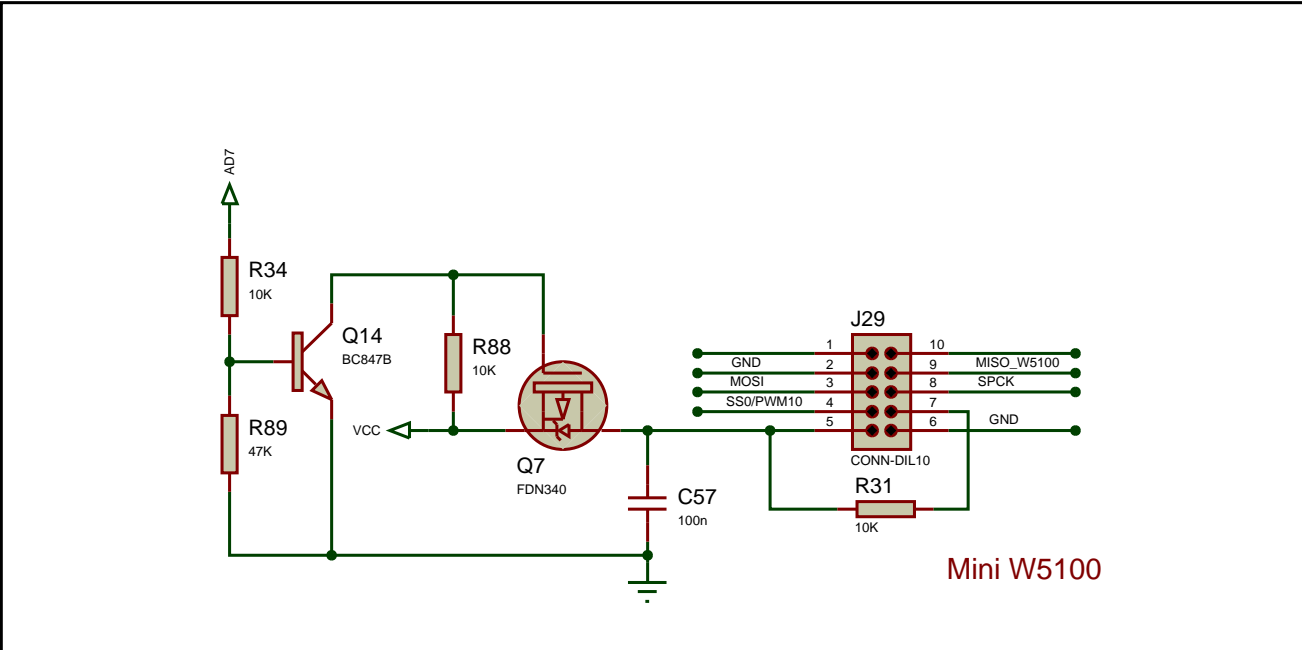 AD7
R34
10K
Q14
BC847B
R88
10K
R89
47K
VCC
Q7
FDN340
C57
100n
J29
1
10
GND
2
9
MISO_W5100
MOSI
3
8
SPCK
SS0/PWM10
4
7
5
6
GND
CONN-DIL10
R31
10K
Mini W5100